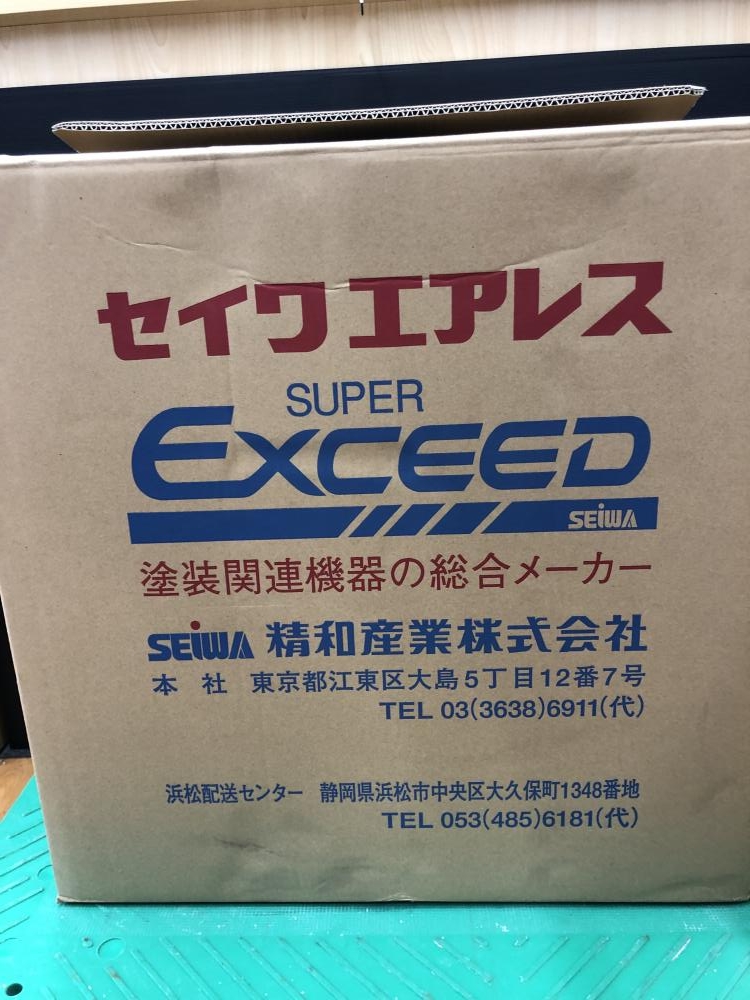 セイワエアレス
SUPER
EXCEED
SEIWA
塗装関連機器の総合メーカー
SEIWA 精和産業株式会社
本 社 東京都江東区大島5丁目12番7号
TEL 03(3638)6911(代)
浜松配送センター 静岡県浜松市中央区大久保町1348番地
TEL 053(485)6181(代)